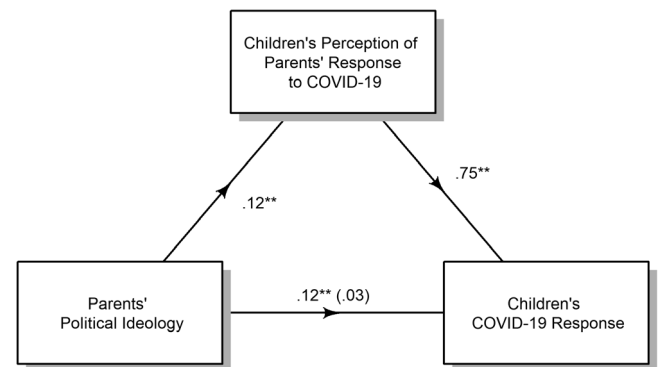 Children's Perception of
Parents' Response
to COVID-19
.75**
.12**
.12** (.03)
Parents'
Political Ideology
Children's
COVID-19 Response